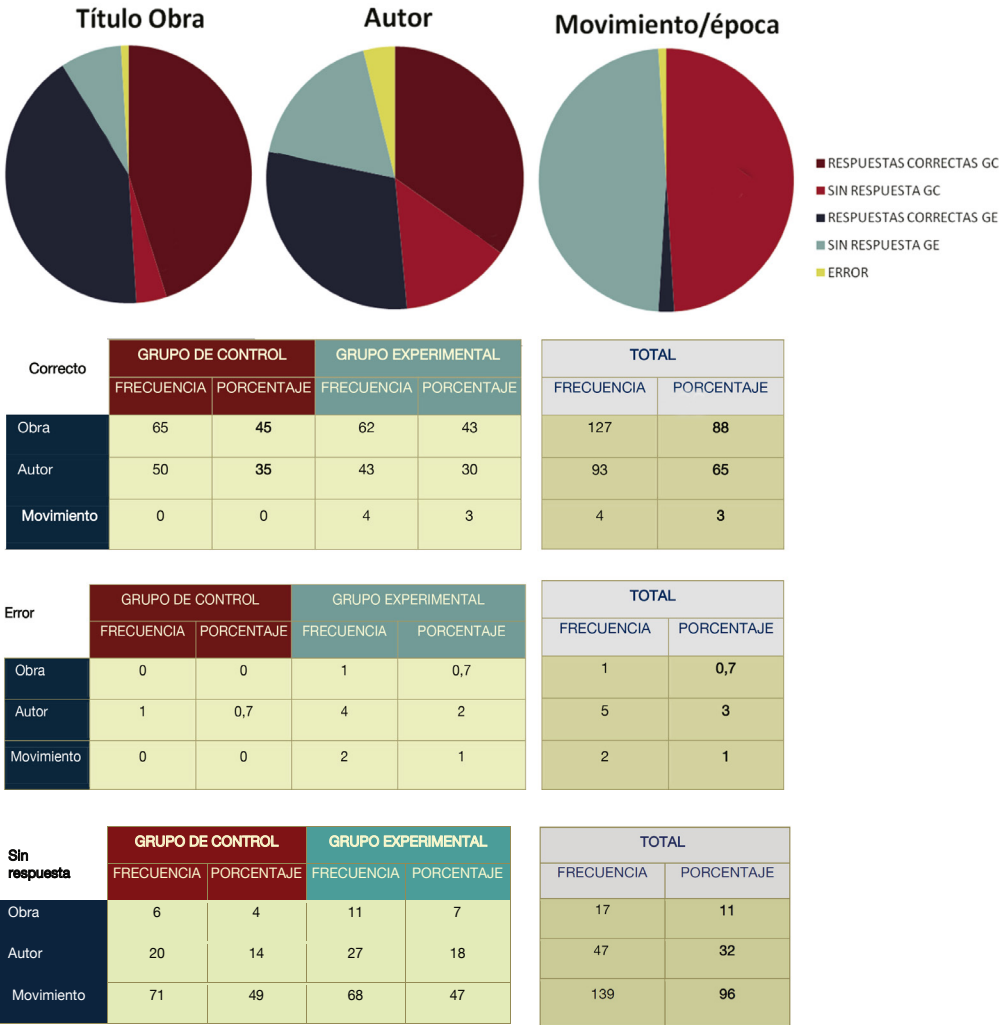 Título Obra
Autor
Movimiento/época
RESPUESTAS CORRECTAS GC
SIN RESPUESTA GC
RESPUESTAS CORRECTAS GE
SIN RESPUESTA GE
ERROR
Correcto GRUPO DE CONTROL GRUPO EXPERIMENTAL TOTAL
FRECUENCIA PORCENTAJE FRECUENCIA PORCENTAJE FRECUENCIA PORCENTAJE
Obra 65 45 62 43 127 88
Autor 50 35 43 30 93 65
Movimiento 0 0 4 3 4 3
Error GRUPO DE CONTROL GRUPO EXPERIMENTAL TOTAL
FRECUENCIA PORCENTAJE FRECUENCIA PORCENTAJE FRECUENCIA PORCENTAJE
Obra 0 0 1 0,7 1 0,7
Autor 1 0,7 4 2 5 3
Movimiento 0 0 2 1 2 1
Sin
respuesta
GRUPO DE CONTROL GRUPO EXPERIMENTAL TOTAL
FRECUENCIA PORCENTAJE FRECUENCIA PORCENTAJE FRECUENCIA PORCENTAJE
Obra 6 4 11 7 17 11
Autor 20 14 27 18 47 32
Movimiento 71 49 68 47 139 96